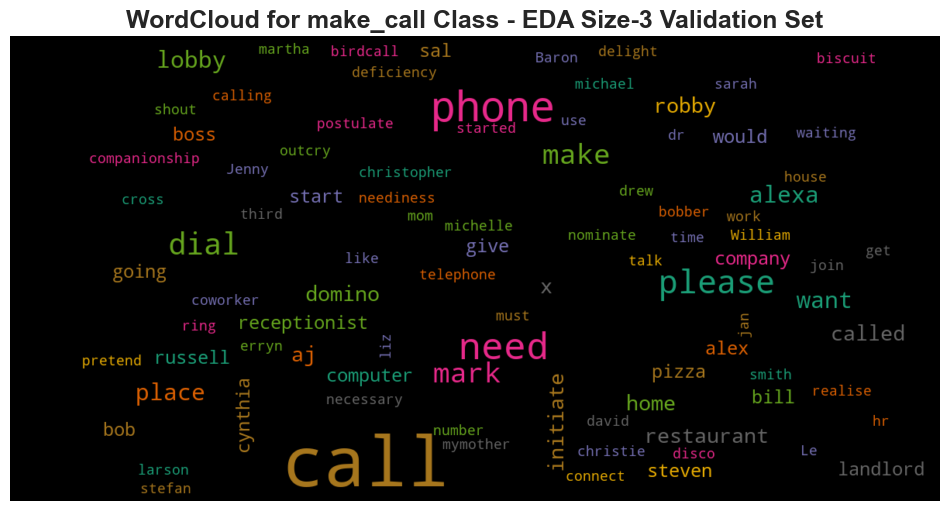 WordCloud for make_call Class - EDA Size-3 Validation Set
martha birdcall sal Baron delight biscuit
lobby deficiency michael sarah
calling shout phone robby
boss postulate started use dr would waiting
companionship outcry make
Jenny christopher house
cross start neediness drew alexa
third mom michelle bobber work
dial give nominate time William get
going like telephone talk company join
coworker domino x please want
ring receptionist must jan called
pretend russell erryn aj liz need alex
place computer mark pizza smith
cynthia necessary initiate home bill realise
bob number david restaurant hr
call mymother christie disco Le
larson connect steven landlord
stefan